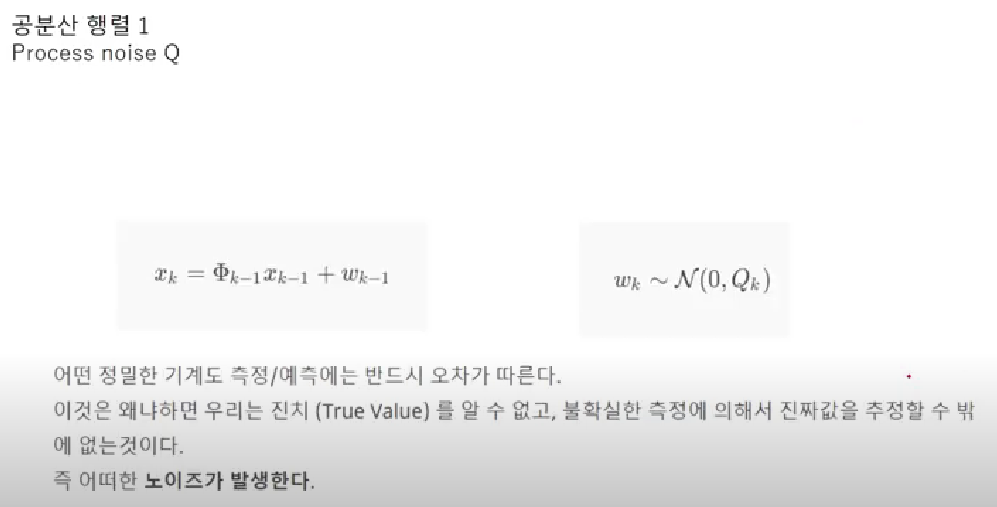 공분산 행렬 1
Process noise Q
x_k = Φ_{k−1}x_{k−1} + w_{k−1}
w_k ∼ 𝒩(0, Q_k)
어떤 정밀한 기계도 측정/예측에는 반드시 오차가 따른다.
이것은 왜냐하면 우리는 진치 (True Value) 를 알 수 없고, 불확실한 측정에 의해서 진짜값을 추정할 수 밖
에 없는것이다.
즉 어떠한 노이즈가 발생한다.